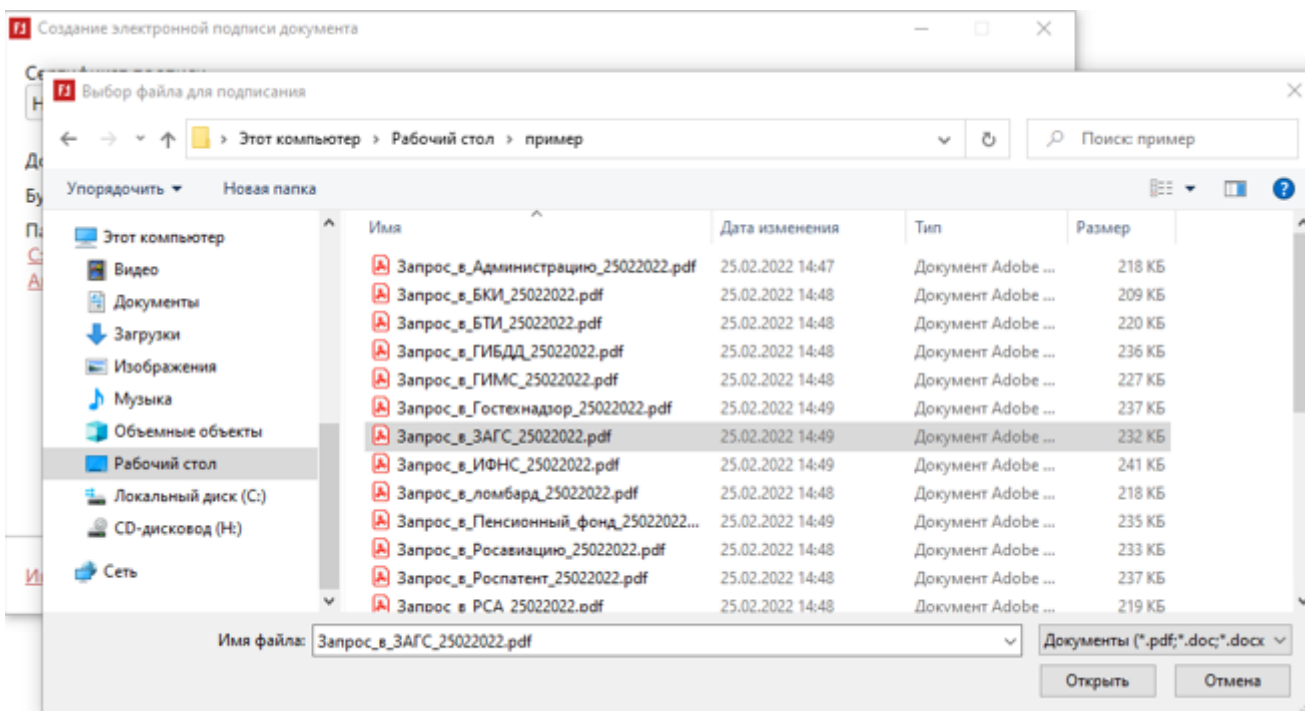 Создание электронной подписи документа
Выбор файла для подписания
Этот компьютер > Рабочий стол > пример
Поиск: пример
Упорядочить Новая папка
Имя Дата изменения Тип Размер
Этот компьютер
Видео
Документы
Загрузки
Изображения
Музыка
Объемные объекты
Рабочий стол
Локальный диск (C:)
CD-дисковод (H:)
Сеть
Запрос_в_Администрацию_25022022.pdf 25.02.2022 14:47 Документ Adobe ... 218 КБ
Запрос_в_БКИ_25022022.pdf 25.02.2022 14:48 Документ Adobe ... 209 КБ
Запрос_в_БТИ_25022022.pdf 25.02.2022 14:48 Документ Adobe ... 220 КБ
Запрос_в_ГИБДД_25022022.pdf 25.02.2022 14:48 Документ Adobe ... 236 КБ
Запрос_в_ГИМС_25022022.pdf 25.02.2022 14:48 Документ Adobe ... 227 КБ
Запрос_в_Гостехнадзор_25022022.pdf 25.02.2022 14:49 Документ Adobe ... 237 КБ
Запрос_в_ЗАГС_25022022.pdf 25.02.2022 14:49 Документ Adobe ... 232 КБ
Запрос_в_ИФНС_25022022.pdf 25.02.2022 14:49 Документ Adobe ... 241 КБ
Запрос_в_ломбард_25022022.pdf 25.02.2022 14:48 Документ Adobe ... 218 КБ
Запрос_в_Пенсионный_фонд_25022022... 25.02.2022 14:49 Документ Adobe ... 235 КБ
Запрос_в_Росавиацию_25022022.pdf 25.02.2022 14:48 Документ Adobe ... 233 КБ
Запрос_в_Роспатент_25022022.pdf 25.02.2022 14:48 Документ Adobe ... 237 КБ
Запрос_в_РСА_25022022.pdf 25.02.2022 14:48 Документ Adobe ... 219 КБ
Имя файла: Запрос_в_ЗАГС_25022022.pdf Документы (*.pdf;*.doc;*.docx
Открыть Отмена